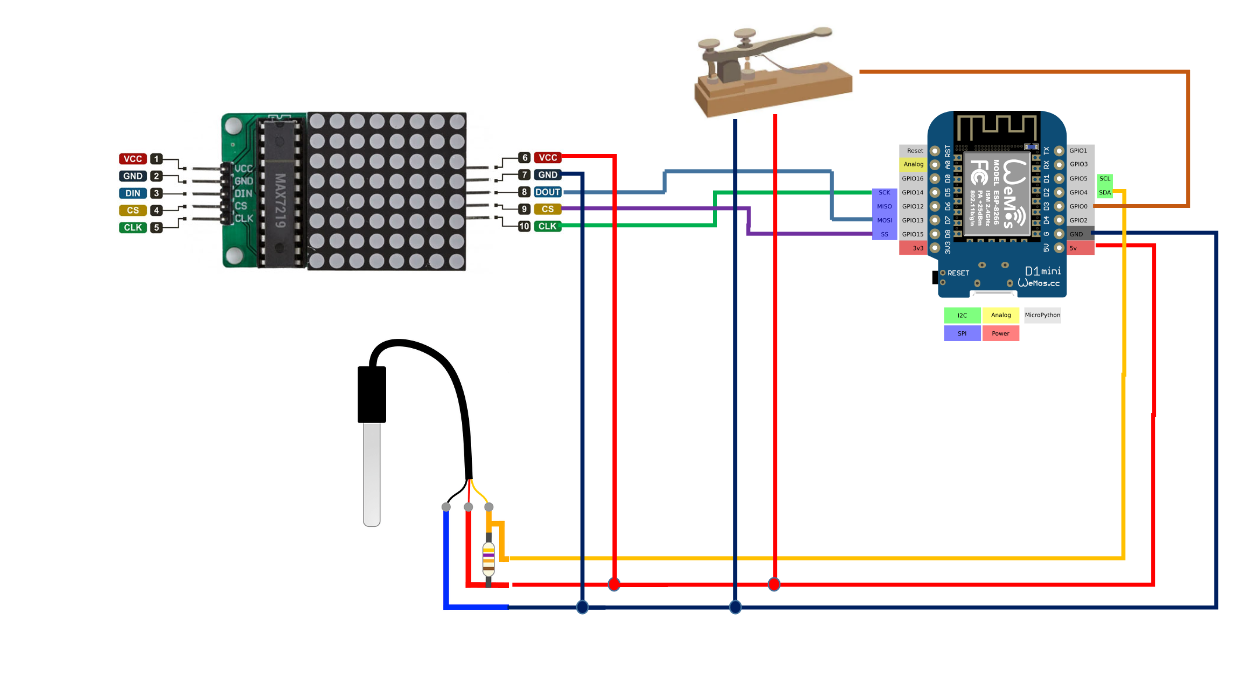 VCC 1
GND 2
DIN 3
CS 4
CLK 5
VCC
GND
DIN
CS
CLK
MAX7219
6 VCC
7 GND
8 DOUT
9 CS
10 CLK
SCK
MISO
MOSI
SS
Reset
Analog
GPIO16
GPIO14
GPIO12
GPIO13
GPIO15
3v3
RST
A0
D0
D5
D6
D7
D8
3V3
WeMos
MODEL ESP-8266
ISM 2.4GHz
PA +25dBm
802.11b/g/n
FC
TX
RX
D1
D2
D3
D4
G
5V
GPIO1
GPIO3
GPIO5
GPIO4
GPIO0
GPIO2
GND
5v
SCL
SDA
RESET
D1 mini
WeMos.cc
I2C
Analog
MicroPython
SPI
Power